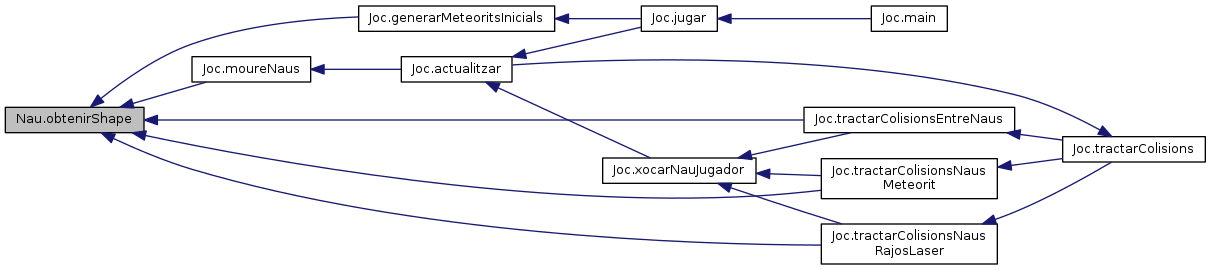 Joc.generarMeteoritsInicials
Joc.jugar
Joc.main
Joc.moureNaus
Joc.actualitzar
Nau.obtenirShape
Joc.tractarColisionsEntreNaus
Joc.tractarColisions
Joc.xocarNauJugador
Joc.tractarColisionsNaus
Meteorit
Joc.tractarColisionsNaus
RajosLaser